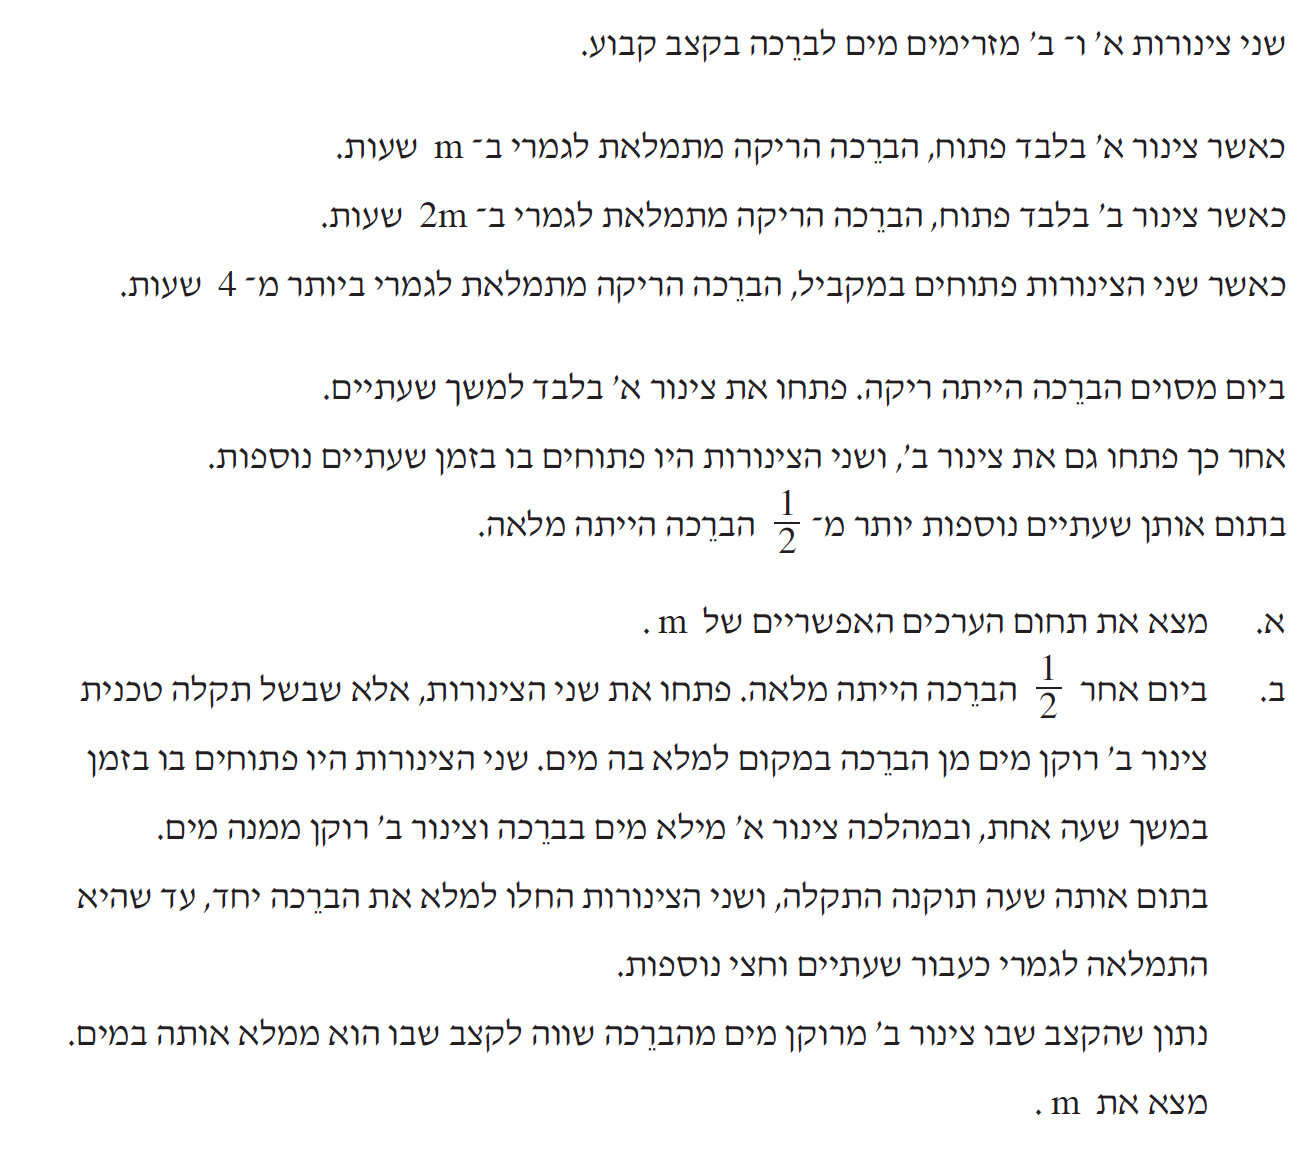 שני צינורות א' ו־ ב' מזרימים מים לברֵכה בקצב קבוע.
כאשר צינור א' בלבד פתוח, הברֵכה הריקה מתמלאת לגמרי ב־ m שעות.
כאשר צינור ב' בלבד פתוח, הברֵכה הריקה מתמלאת לגמרי ב־ 2m שעות.
כאשר שני הצינורות פתוחים במקביל, הברֵכה הריקה מתמלאת לגמרי ביותר מ־ 4 שעות.
ביום מסוים הברֵכה הייתה ריקה. פתחו את צינור א' בלבד למשך שעתיים.
אחר כך פתחו גם את צינור ב', ושני הצינורות היו פתוחים בו בזמן שעתיים נוספות.
בתום אותן שעתיים נוספות יותר מ־ 1/2 הברֵכה הייתה מלאה.
א. מצא את תחום הערכים האפשריים של m .
ב. ביום אחר 1/2 הברֵכה הייתה מלאה. פתחו את שני הצינורות, אלא שבשל תקלה טכנית
צינור ב' רוקן מים מן הברֵכה במקום למלא בה מים. שני הצינורות היו פתוחים בו בזמן
במשך שעה אחת, ובמהלכה צינור א' מילא מים בברֵכה וצינור ב' רוקן ממנה מים.
בתום אותה שעה תוקנה התקלה, ושני הצינורות החלו למלא את הברֵכה יחד, עד שהיא
התמלאה לגמרי כעבור שעתיים וחצי נוספות.
נתון שהקצב שבו צינור ב' מרוקן מים מהברֵכה שווה לקצב שבו הוא ממלא אותה במים.
מצא את m .